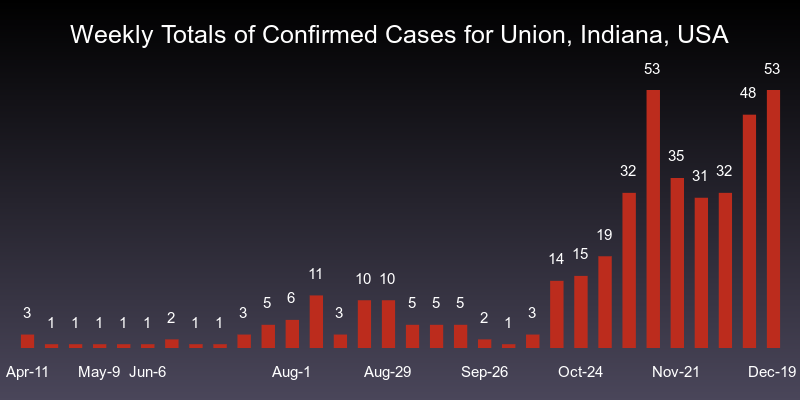 Weekly Totals of Confirmed Cases for Union, Indiana, USA
3 1 1 1 1 1 2 1 1 3 5 6 11 3 10 10 5 5 5 2 1 3 14 15 19 32 53 35 31 32 48 53
Apr-11 May-9 Jun-6 Aug-1 Aug-29 Sep-26 Oct-24 Nov-21 Dec-19